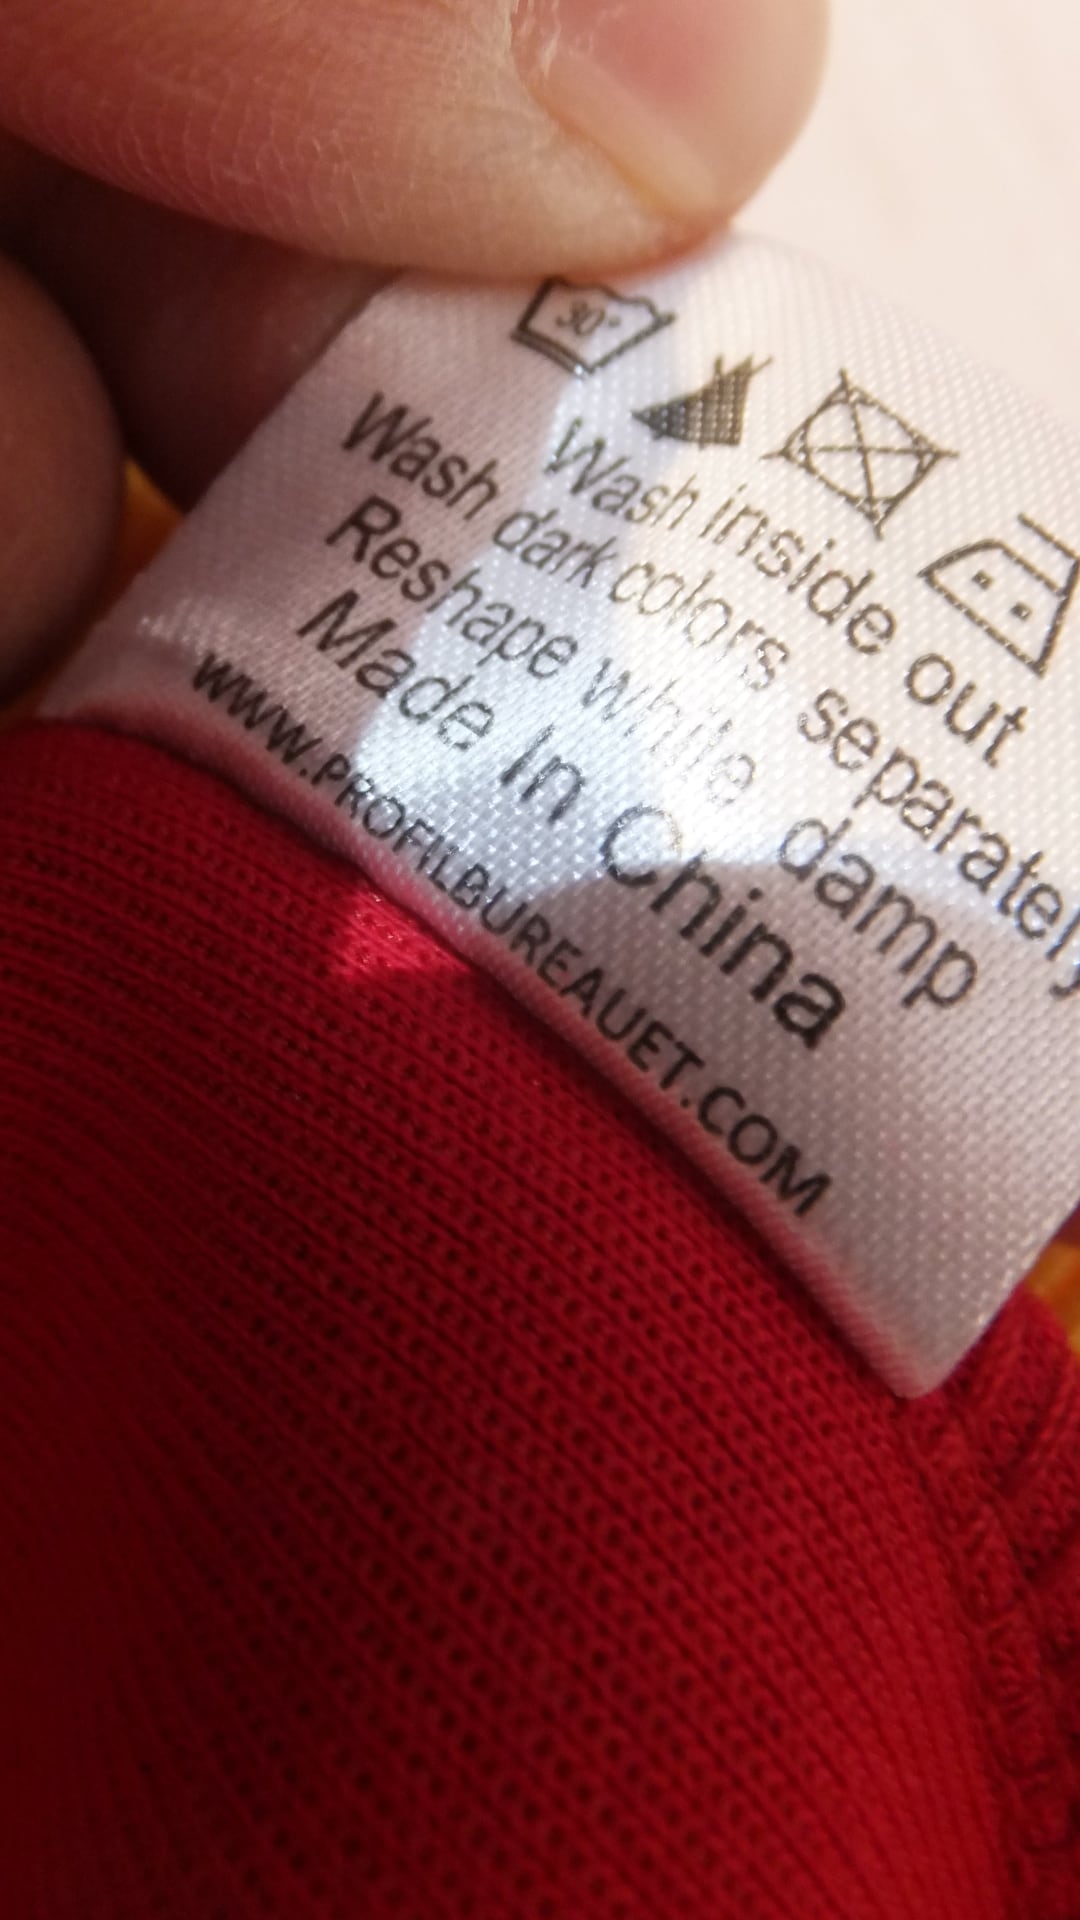 30°
Wash inside out
Wash dark colors separately
Reshape while damp
Made In China
www.PROFILBUREAUET.COM